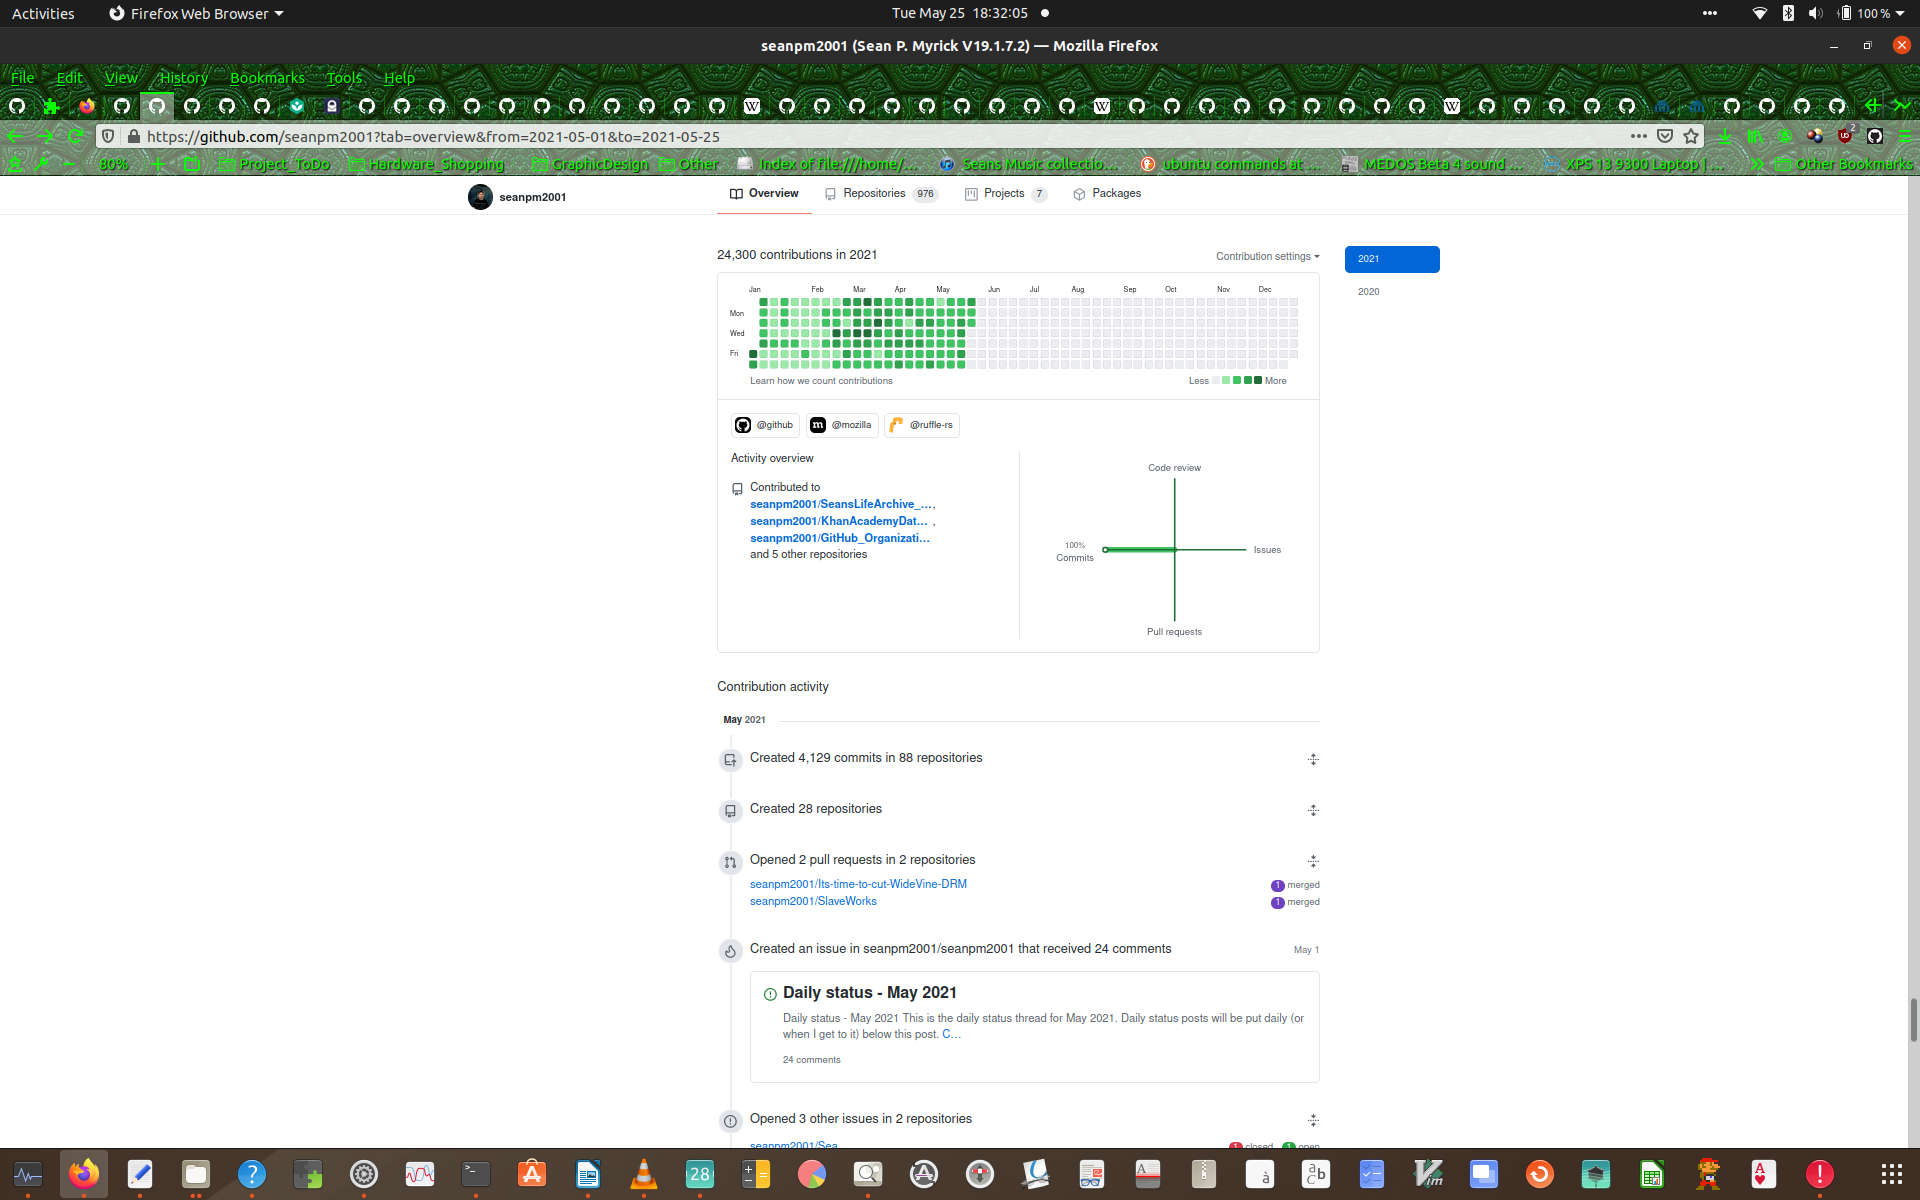 Activities Firefox Web Browser Tue May 25 18:32:05 100 %
seanpm2001 (Sean P. Myrick V19.1.7.2) — Mozilla Firefox
File Edit View History Bookmarks Tools Help
https://github.com/seanpm2001?tab=overview&from=2021-05-01&to=2021-05-25 2
80% Project_ToDo Hardware_Shopping GraphicDesign Other Index of file:///home/... Seans Music collectio... ubuntu commands at ... MEDOS Beta 4 sound ... XPS 13 9300 Laptop | ... Other Bookmarks
seanpm2001 Overview Repositories 976 Projects 7 Packages
24,300 contributions in 2021 Contribution settings 2021
2020
Jan Feb Mar Apr May Jun Jul Aug Sep Oct Nov Dec
Mon
Wed
Fri
Learn how we count contributions Less More
@github @mozilla @ruffle-rs
Activity overview
Contributed to
seanpm2001/SeansLifeArchive_…,
seanpm2001/KhanAcademyDat… ,
seanpm2001/GitHub_Organizati…
and 5 other repositories
Code review
100%
Commits
Issues
Pull requests
Contribution activity
May 2021
Created 4,129 commits in 88 repositories
Created 28 repositories
Opened 2 pull requests in 2 repositories
seanpm2001/Its-time-to-cut-WideVine-DRM 1 merged
seanpm2001/SlaveWorks 1 merged
Created an issue in seanpm2001/seanpm2001 that received 24 comments May 1
Daily status - May 2021
Daily status - May 2021 This is the daily status thread for May 2021. Daily status posts will be put daily (or
when I get to it) below this post. C…
24 comments
Opened 3 other issues in 2 repositories
seanpm2001/Sea 1 closed 1 open
28